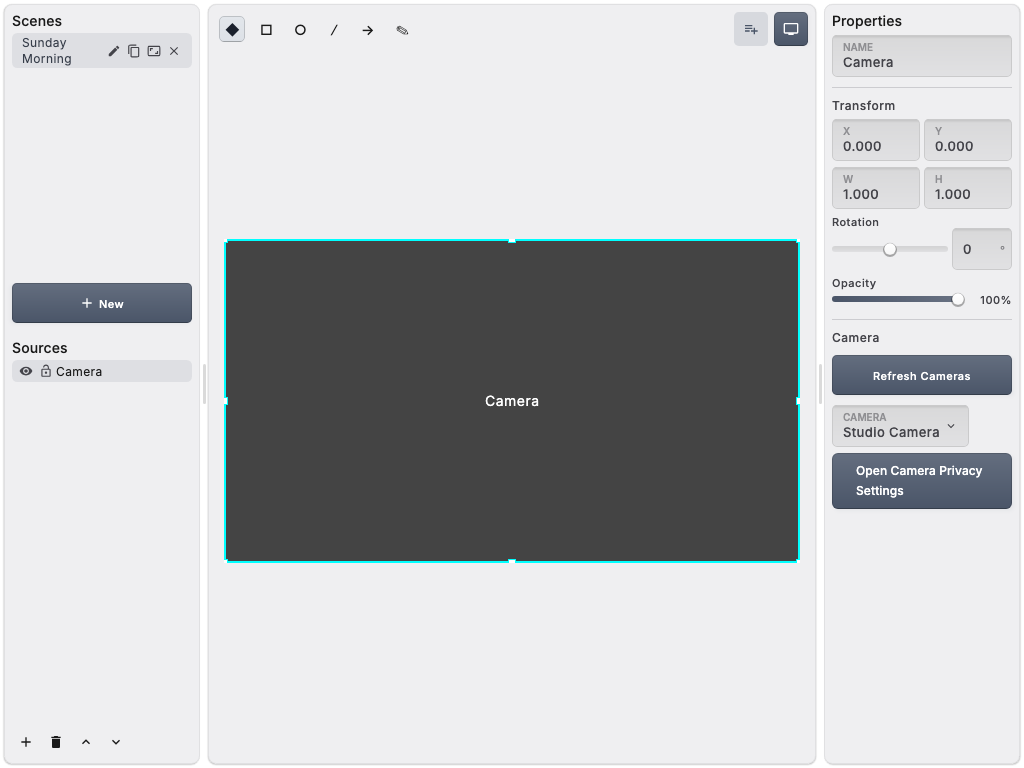 Scenes
Sunday
Morning
New
Sources
Camera
Camera
Properties
NAME
Camera
Transform
X
0.000
Y
0.000
W
1.000
H
1.000
Rotation
0 °
Opacity
100%
Camera
Refresh Cameras
CAMERA
Studio Camera
Open Camera Privacy
Settings